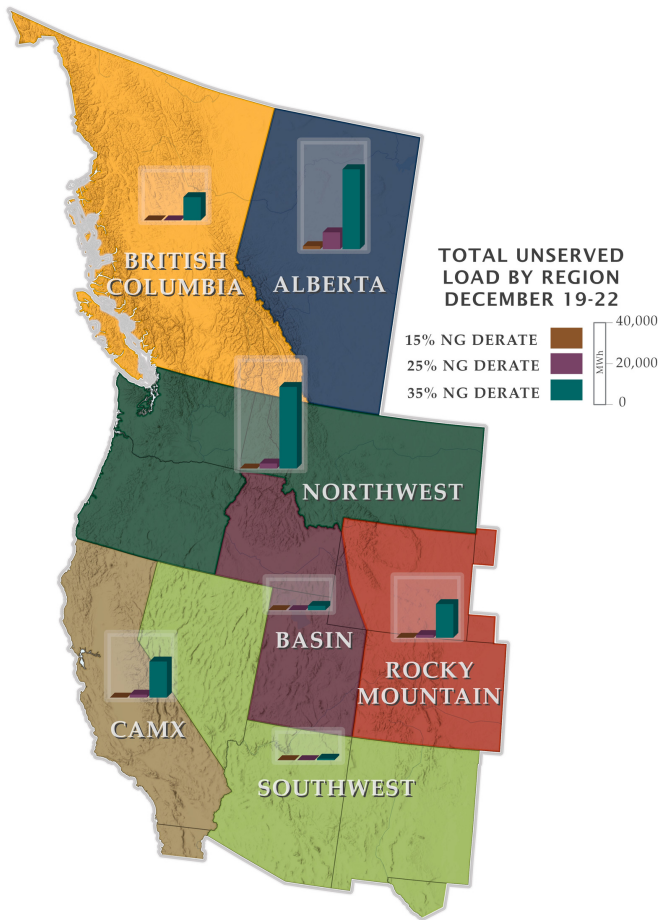 BRITISH
COLUMBIA
ALBERTA
TOTAL UNSERVED
LOAD BY REGION
DECEMBER 19-22
15% NG DERATE
25% NG DERATE
35% NG DERATE
MWh
40,000
20,000
0
NORTHWEST
BASIN
ROCKY
MOUNTAIN
CAMX
SOUTHWEST